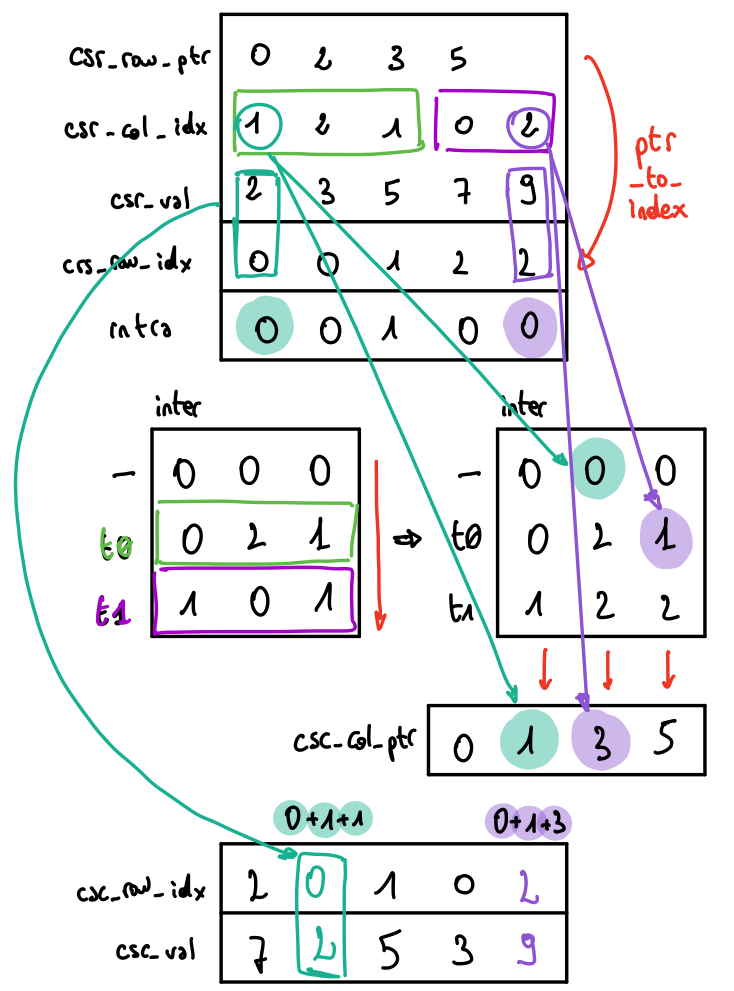 csr_row_ptr 0 2 3 5
csr_col_idx 1 2 1 0 2
ptr
_to_
index
csr_val 2 3 5 7 9
crs_row_idx 0 0 1 2 2
intra 0 0 1 0 0
inter
- 0 0 0
t0 0 2 1
t1 1 0 1
⇒
inter
- 0 0 0
t0 0 2 1
t1 1 2 2
csc_col_ptr 0 1 3 5
0+1+1 0+1+3
csc_row_idx 2 0 1 0 2
csc_val 7 2 5 3 9